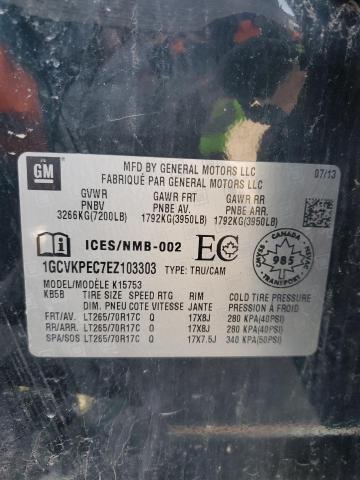 GM
MFD BY GENERAL MOTORS LLC 07/13
FABRIQUÉ PAR GENERAL MOTORS LLC
GVWR GAWR FRT GAWR RR
PNBV PNBE AV. PNBE ARR.
3266KG(7200LB) 1792KG(3950LB) 1792KG(3950LB)
ICES/NMB-002 EC
CANADA
985
1GCVKPEC7EZ103303 TYPE: TRU/CAM
MODEL/MODÈLE K15753
KB5B TIRE SIZE SPEED RTG RIM COLD TIRE PRESSURE
DIM PNEU COTE VITESSE JANTE PRESSION À FROID
FRT/AV. LT265/70R17C Q 17X8J 280 KPA(40PSI)
RR/ARR. LT265/70R17C Q 17X8J 280 KPA(40PSI)
SPA/SOS LT265/70R17C Q 17X7.5J 340 KPA(50PSI)